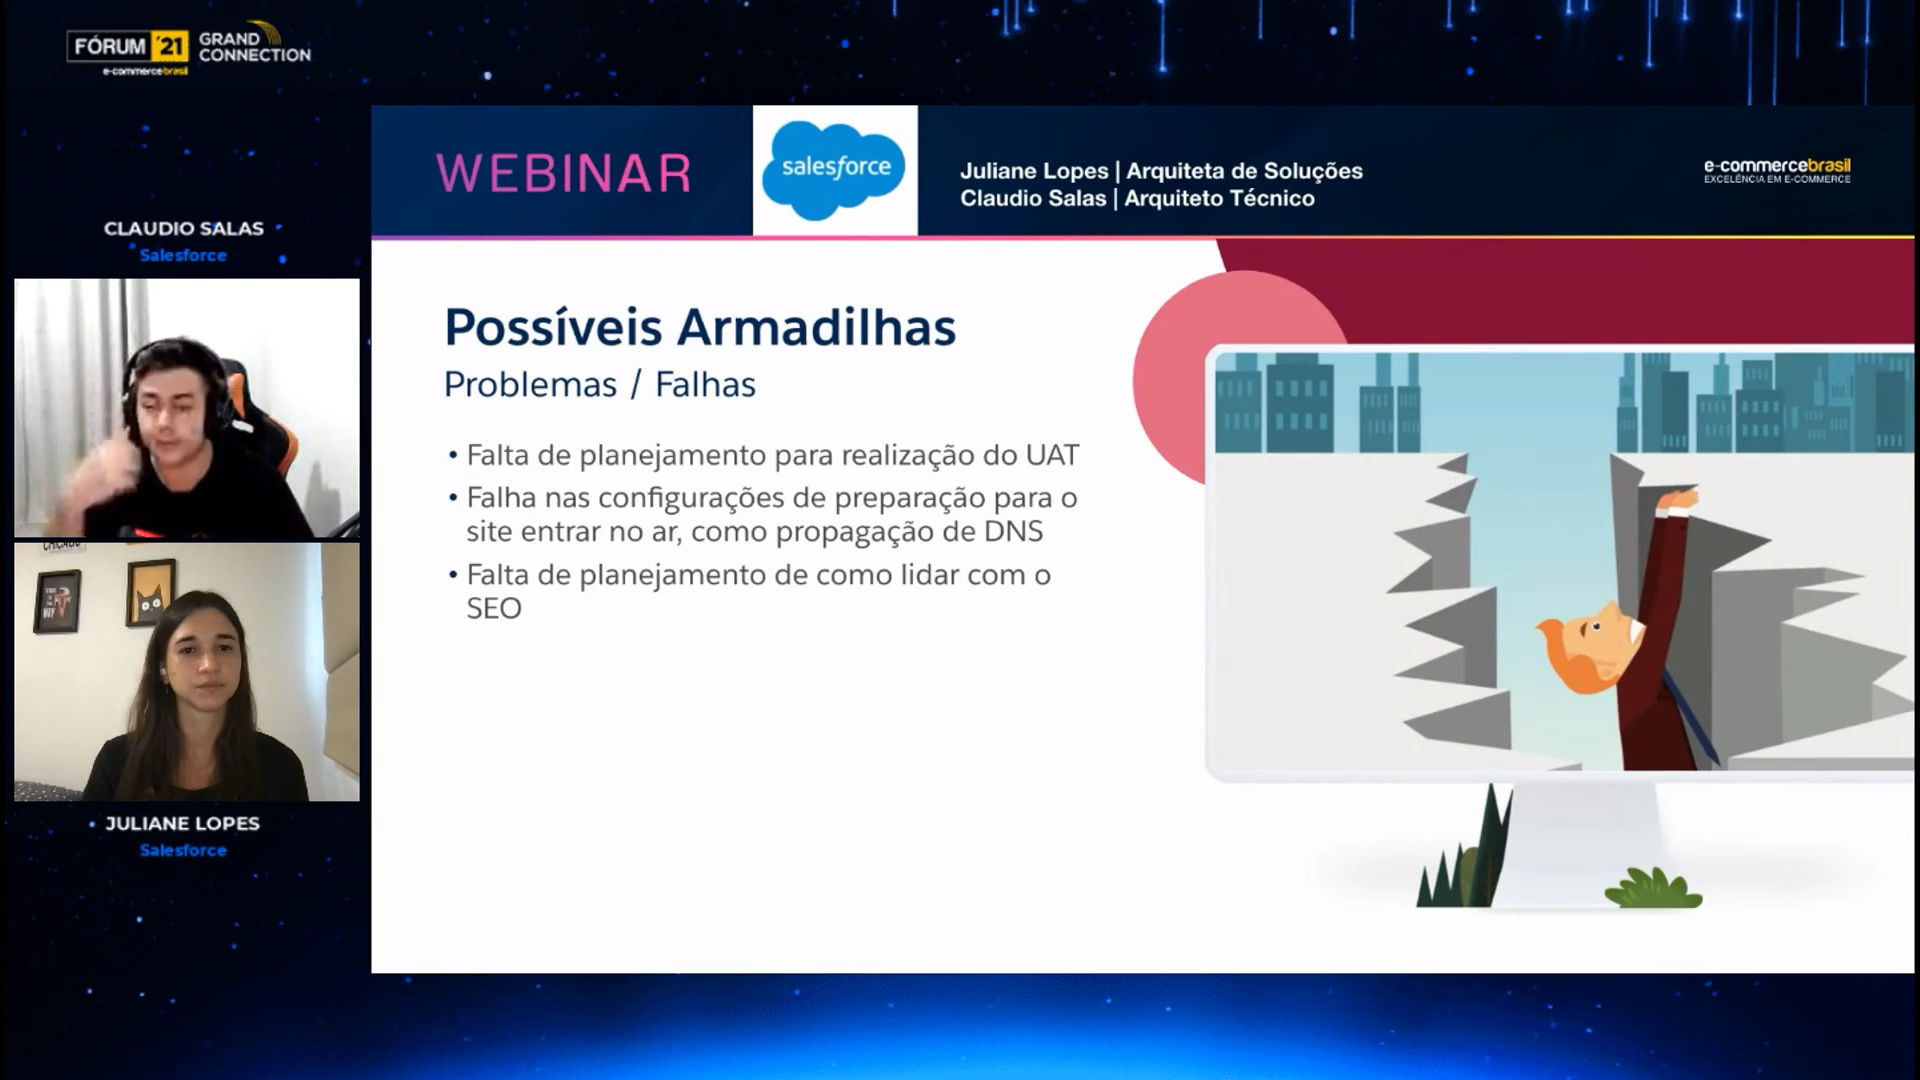 FÓRUM '21 GRAND CONNECTION
e-commercebrasil
WEBINAR
salesforce
Juliane Lopes | Arquiteta de Soluções
Claudio Salas | Arquiteto Técnico
e-commercebrasil
EXCELÊNCIA EM E-COMMERCE
CLAUDIO SALAS
Salesforce
Possíveis Armadilhas
Problemas / Falhas
• Falta de planejamento para realização do UAT
• Falha nas configurações de preparação para o
site entrar no ar, como propagação de DNS
• Falta de planejamento de como lidar com o
SEO
JULIANE LOPES
Salesforce